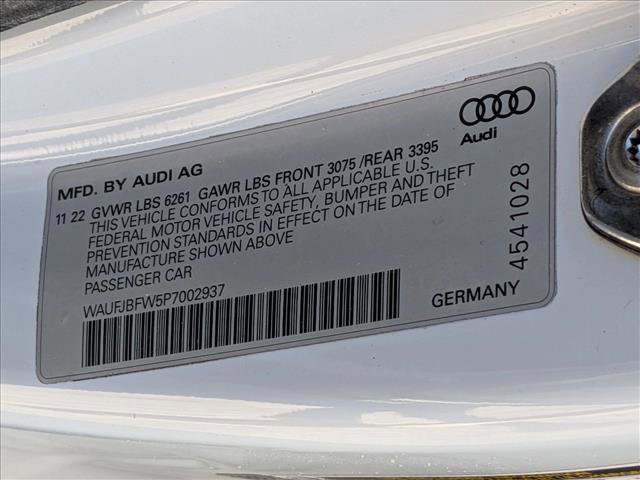 Audi
MFD. BY AUDI AG
11 22 GVWR LBS 6261 GAWR LBS FRONT 3075 /REAR 3395
THIS VEHICLE CONFORMS TO ALL APPLICABLE U.S.
FEDERAL MOTOR VEHICLE SAFETY, BUMPER AND THEFT
PREVENTION STANDARDS IN EFFECT ON THE DATE OF
MANUFACTURE SHOWN ABOVE
PASSENGER CAR
WAUFJBFW5P7002937
GERMANY
4541028